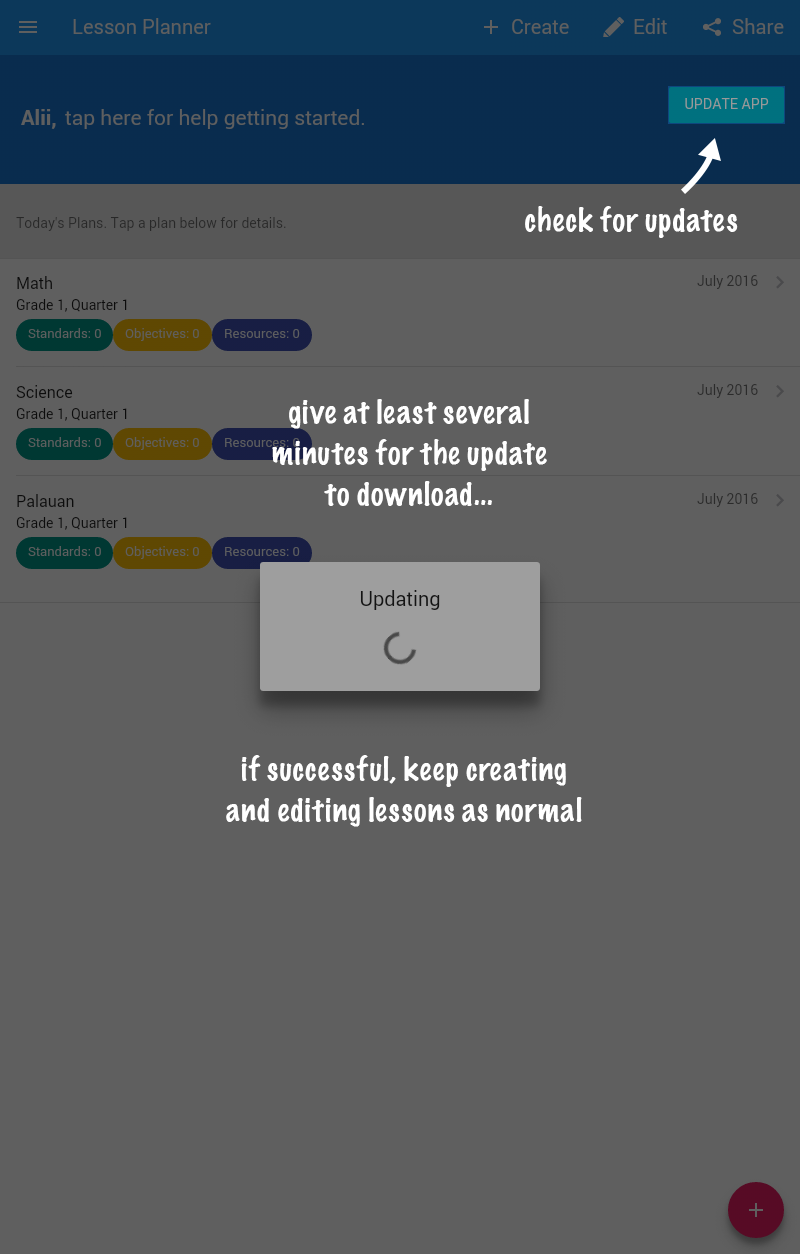 Lesson Planner
Create
Edit
Share
Alii, tap here for help getting started.
UPDATE APP
check for updates
Today's Plans. Tap a plan below for details.
Math
July 2016
Grade 1, Quarter 1
Standards: 0
Objectives: 0
Resources: 0
Science
July 2016
Grade 1, Quarter 1
Standards: 0
Objectives: 0
Resources: 0
give at least several
minutes for the update
to download...
Palauan
July 2016
Grade 1, Quarter 1
Standards: 0
Objectives: 0
Resources: 0
Updating
if successful, keep creating
and editing lessons as normal